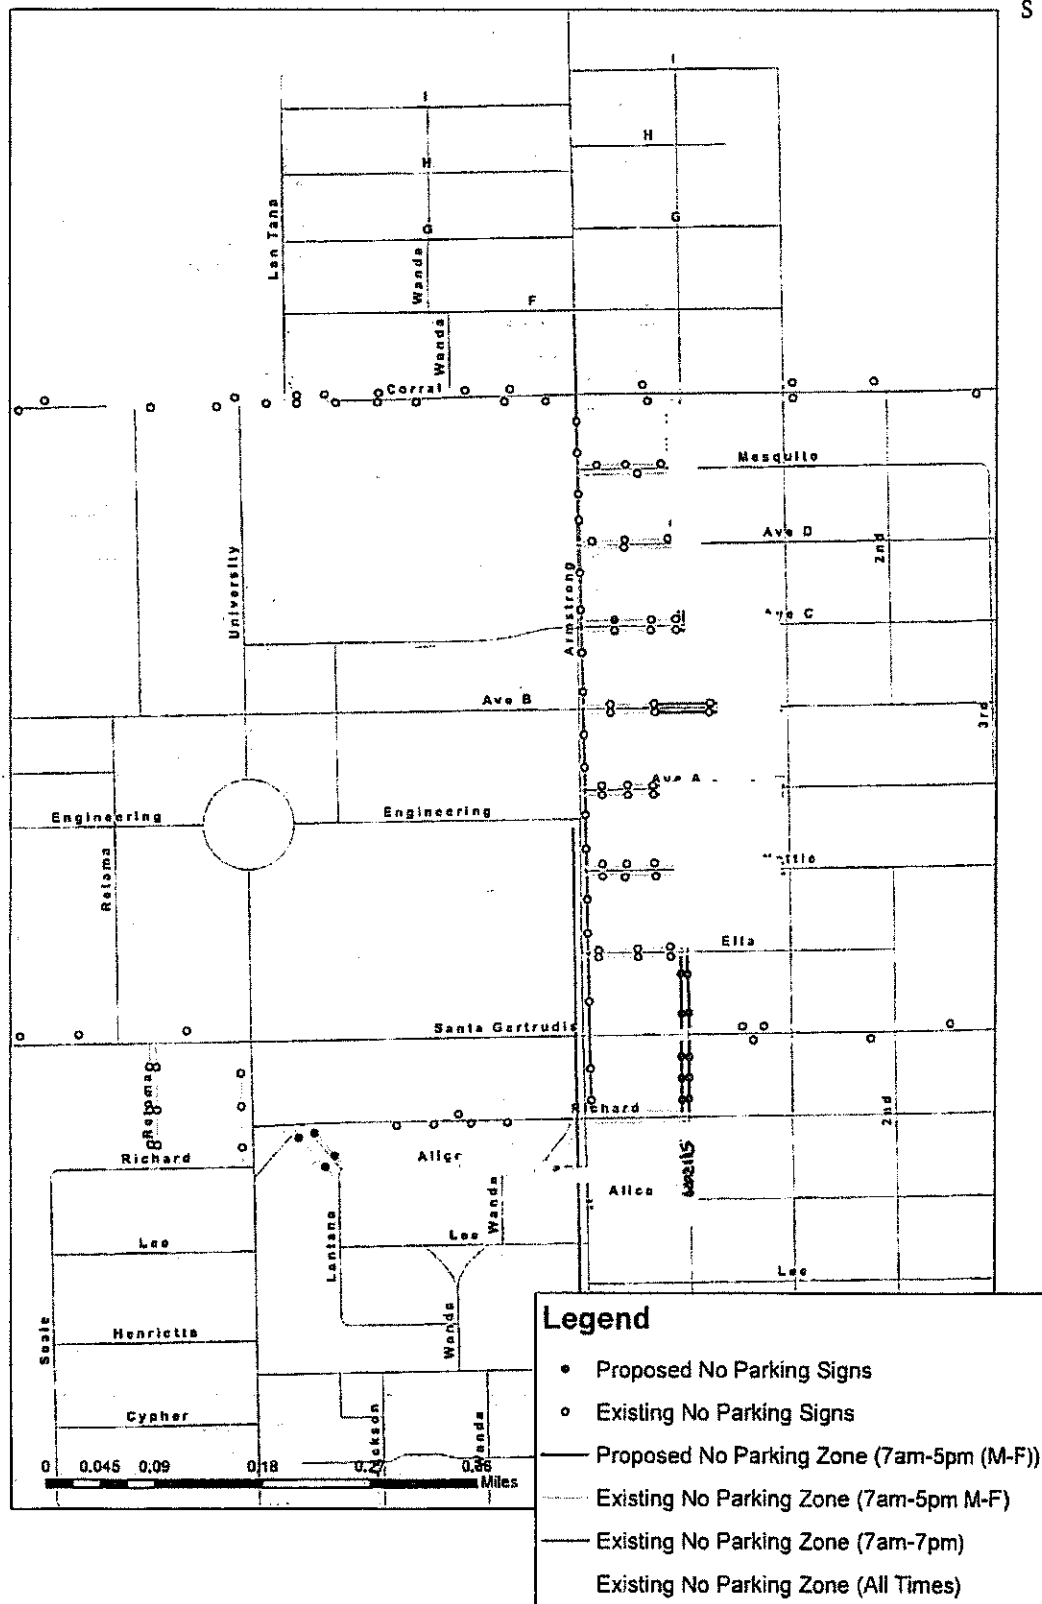 S
I
I
H
H
G
G
Lan Tana
Wanda
F
Wanda
Corral
Mesquite
Ave D
2nd
University
Armstrong
Ave C
Ave B
3rd
Ave A
Engineering
Engineering
Retama
Ella
Santa Gertrudis
Retama
Richard
2nd
Richard
Alice
Alice
Wanda
Lantana
Lee
Lee
Lee
Seale
Henrietta
Wanda
Cypher
Jackson
Wanda
0 0.045 0.09 0.18 0.27 0.36
Miles
Legend
Proposed No Parking Signs
Existing No Parking Signs
Proposed No Parking Zone (7am-5pm (M-F))
Existing No Parking Zone (7am-5pm M-F)
Existing No Parking Zone (7am-7pm)
Existing No Parking Zone (All Times)